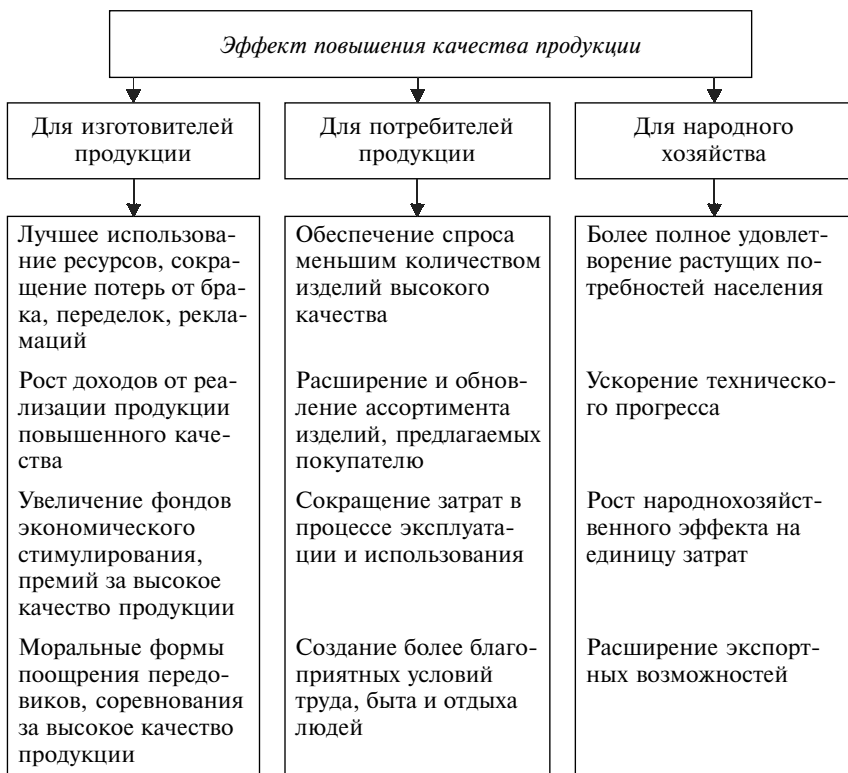 Эффект повышения качества продукции
Для изготовителей
продукции
Лучшее использова-
ние ресурсов, сокра-
щение потерь от бра-
ка, переделок, рекла-
маций
Рост доходов от реа-
лизации продукции
повышенного каче-
ства
Увеличение фондов
экономического
стимулирования,
премий за высокое
качество продукции
Моральные формы
поощрения передо-
виков, соревнования
за высокое качество
продукции
Для потребителей
продукции
Обеспечение спроса
меньшим количеством
изделий высокого
качества
Расширение и обнов-
ление ассортимента
изделий, предлагаемых
покупателю
Сокращение затрат в
процессе эксплуата-
ции и использования
Создание более благо-
приятных условий
труда, быта и отдыха
людей
Для народного
хозяйства
Более полное удовлет-
ворение растущих по-
требностей населения
Ускорение техническо-
го прогресса
Рост народнохозяйст-
венного эффекта на
единицу затрат
Расширение экспорт-
ных возможностей